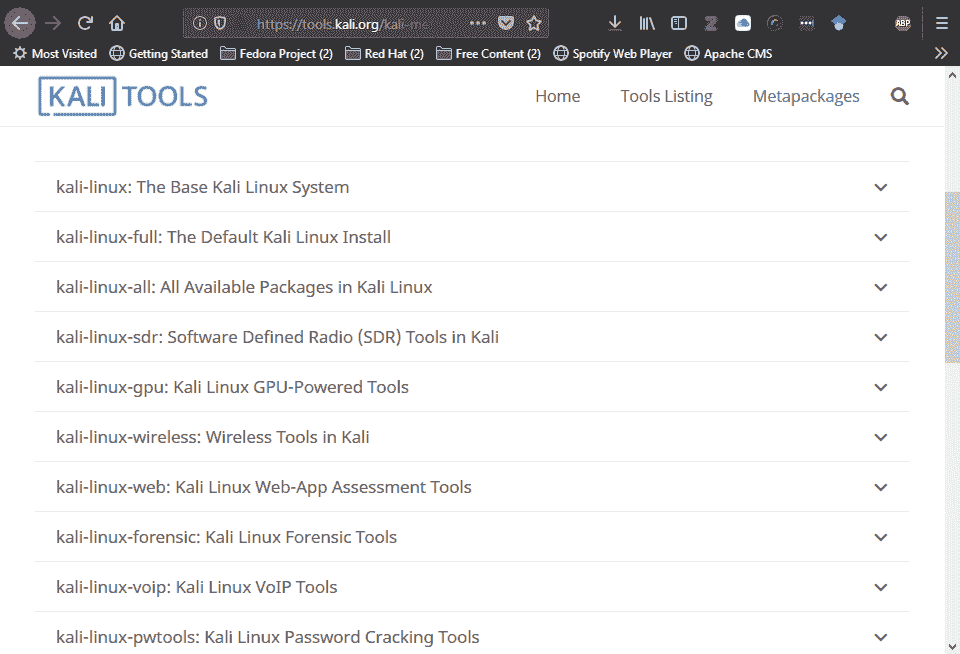 https://tools.kali.org/kali-me
Most Visited Getting Started Fedora Project (2) Red Hat (2) Free Content (2) Spotify Web Player Apache CMS
ABP
KALI TOOLS Home Tools Listing Metapackages
kali-linux: The Base Kali Linux System
kali-linux-full: The Default Kali Linux Install
kali-linux-all: All Available Packages in Kali Linux
kali-linux-sdr: Software Defined Radio (SDR) Tools in Kali
kali-linux-gpu: Kali Linux GPU-Powered Tools
kali-linux-wireless: Wireless Tools in Kali
kali-linux-web: Kali Linux Web-App Assessment Tools
kali-linux-forensic: Kali Linux Forensic Tools
kali-linux-voip: Kali Linux VoIP Tools
kali-linux-pwtools: Kali Linux Password Cracking Tools